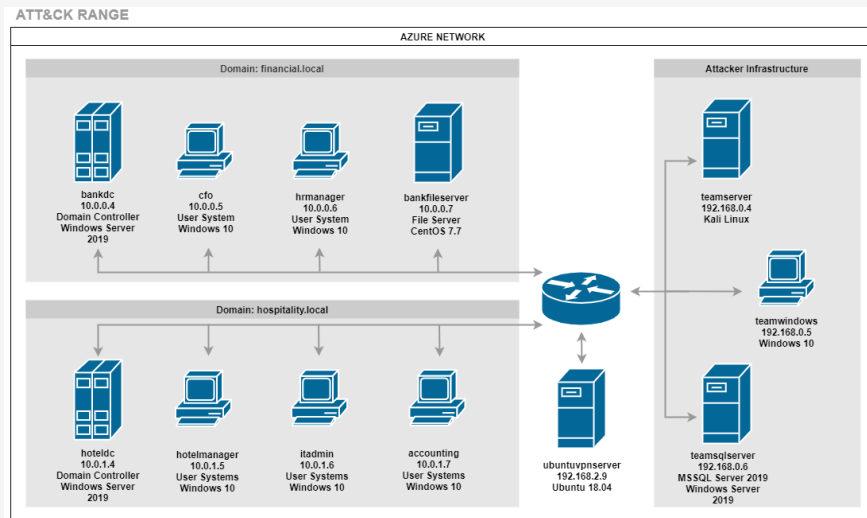 ATT&CK RANGE
AZURE NETWORK
Domain: financial.local
Attacker Infrastructure
bankdc
10.0.0.4
Domain Controller
Windows Server
2019
cfo
10.0.0.5
User System
Windows 10
hrmanager
10.0.0.6
User System
Windows 10
bankfileserver
10.0.0.7
File Server
CentOS 7.7
teamserver
192.168.0.4
Kali Linux
teamwindows
192.168.0.5
Windows 10
Domain: hospitality.local
hoteldc
10.0.1.4
Domain Controller
Windows Server
2019
hotelmanager
10.0.1.5
User Systems
Windows 10
itadmin
10.0.1.6
User Systems
Windows 10
accounting
10.0.1.7
User Systems
Windows 10
ubuntuvpnserver
192.168.2.9
Ubuntu 18.04
teamsqlserver
192.168.0.6
MSSQL Server 2019
Windows Server
2019